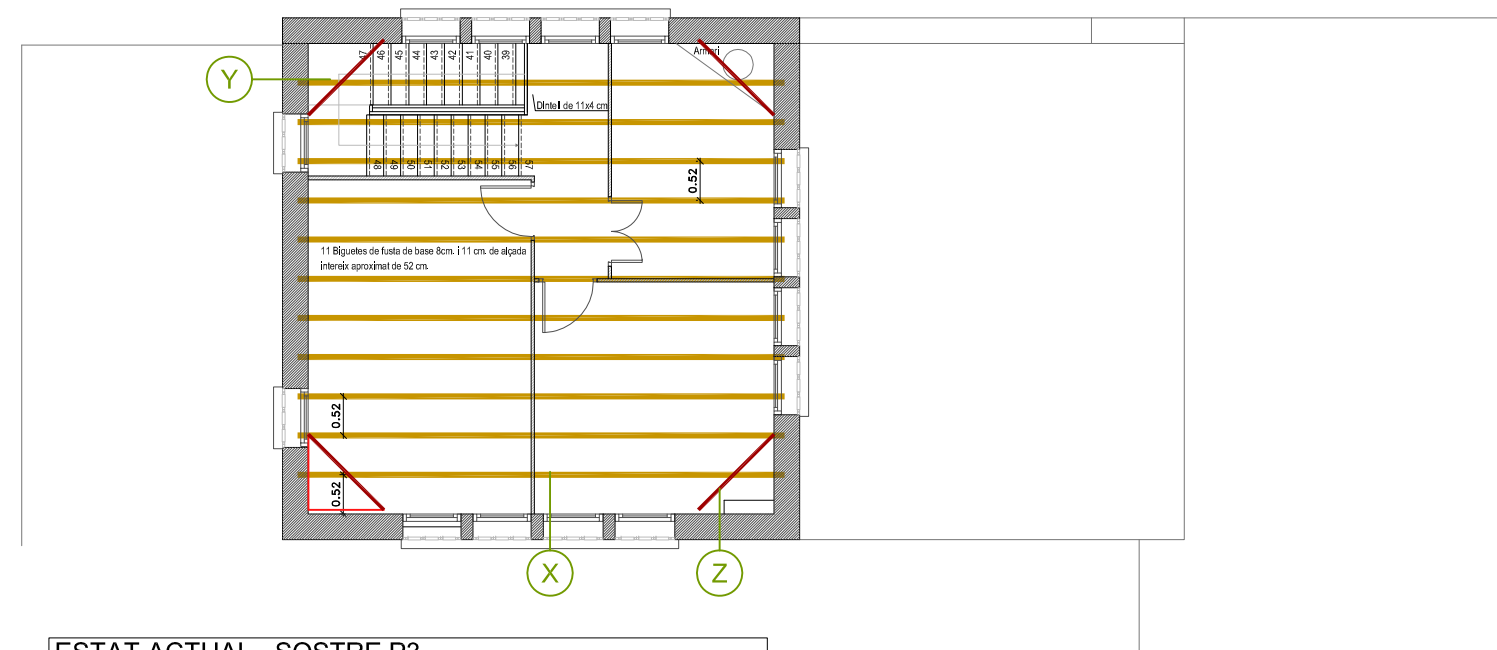 47 46 45 44 43 42 41 40 39
Armari
Y
DIntell de 11x4 cm
48 49 50 51 52 53 54 55 56 57
0.52
11 Biguetes de fusta de base 8cm. i 11 cm. de alçada
intereix aproximat de 52 cm.
0.52
0.52
X
Z